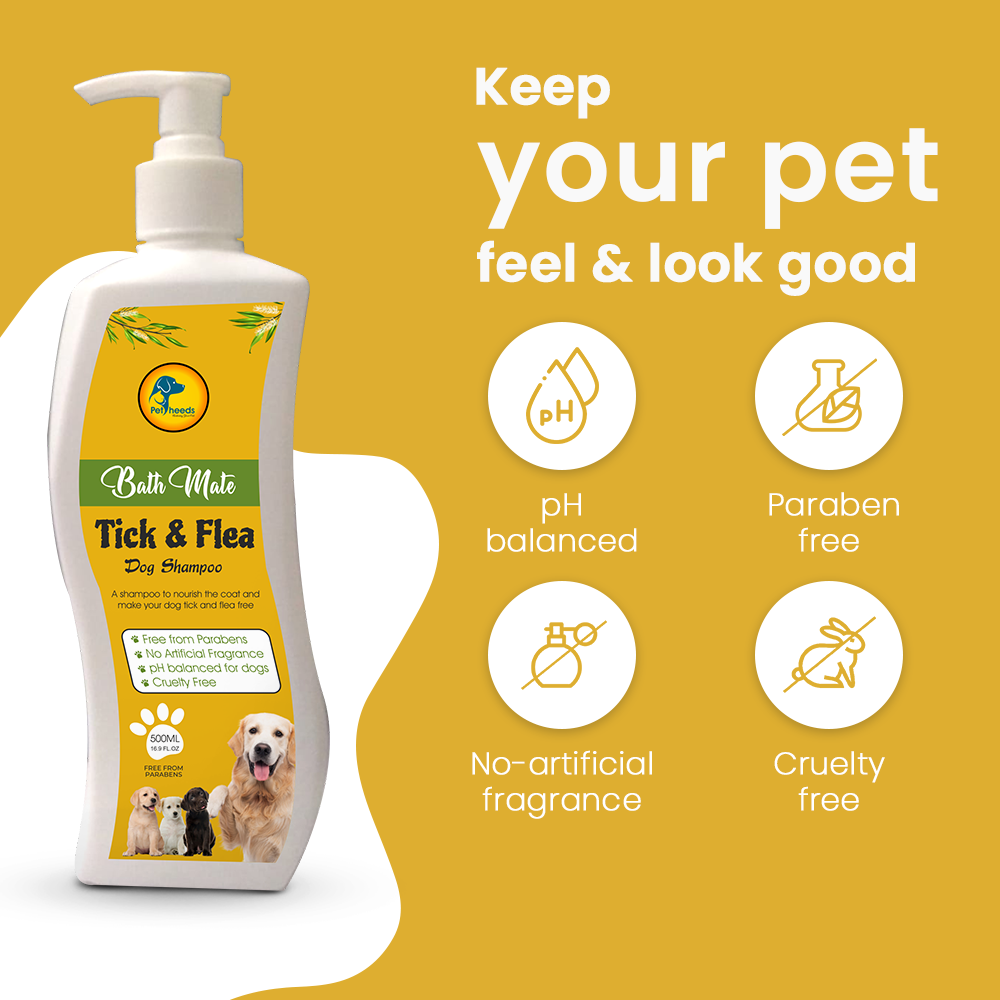 Keep
your pet
feel & look good
pH
pH
balanced
Paraben
free
No-artificial
fragrance
Cruelty
free
Pet needs
Bath Mate
Tick & Flea
Dog Shampoo
A shampoo to nourish the coat and
make your dog tick and flea free
Free from Parabens
No Artificial Fragrance
pH balanced for dogs
Cruelty Free
500ML
16.9 FL.OZ
FREE FROM
PARABENS